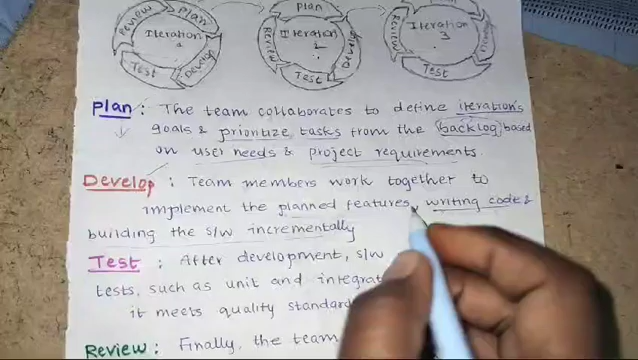 Review Plan Develop Test Iteration 1
Plan Review Develop Test Iteration 2
Review Test Iteration 3
Plan : The team collaborates to define iteration's
goals & prioritize tasks from the backlog based
on user needs & project requirements.
Develop : Team members work together to
implement the planned features, writing code &
building the s/w incrementally
Test : After development, s/w
tests, such as unit and
it meets quality
Review : Finally, the team